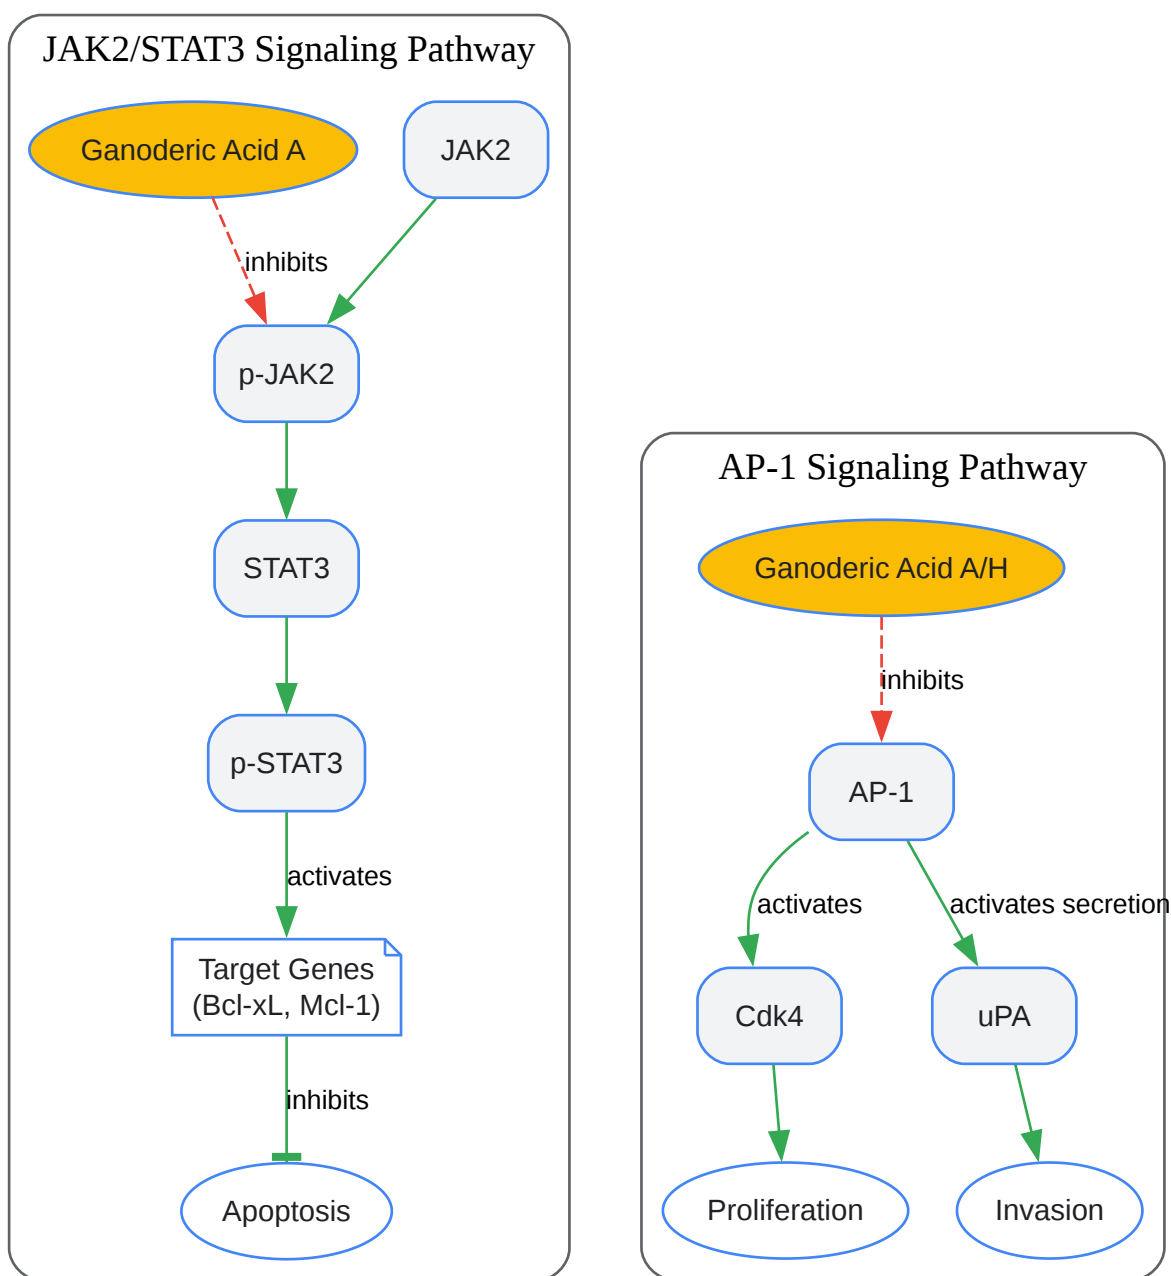 JAK2/STAT3 Signaling Pathway
Ganoderic Acid A
JAK2
inhibits
p-JAK2
STAT3
p-STAT3
activates
Target Genes
(Bcl-xL, Mcl-1)
inhibits
Apoptosis
AP-1 Signaling Pathway
Ganoderic Acid A/H
inhibits
AP-1
activates
activates secretion
Cdk4
uPA
Proliferation
Invasion